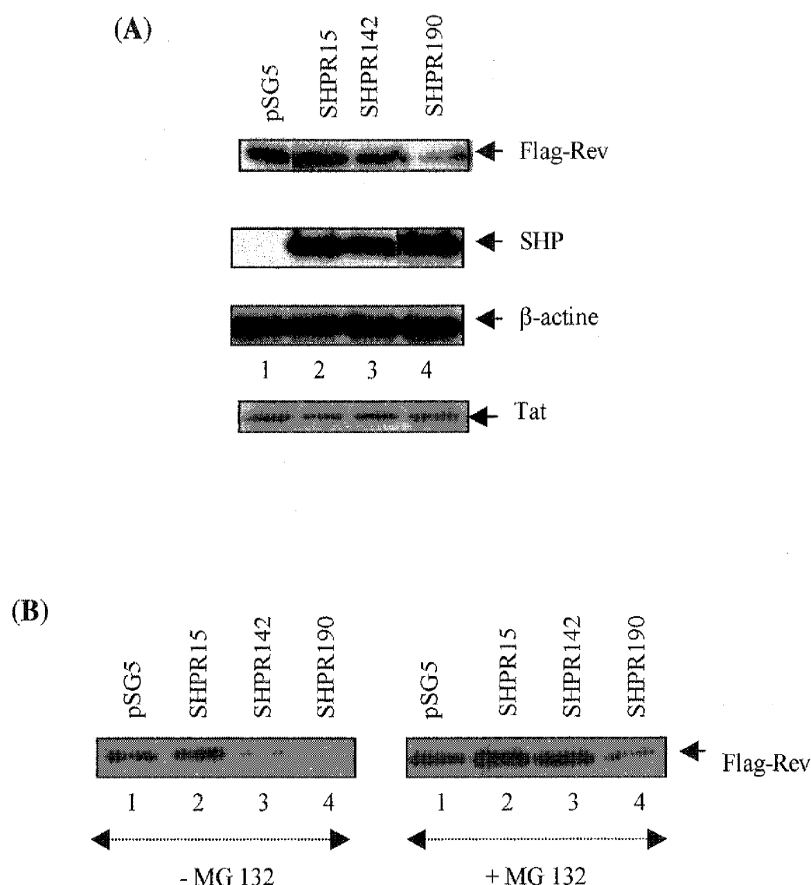 (A)
pSG5 SHPR15 SHPR142 SHPR190
Flag-Rev
SHP
β-actine
1 2 3 4
Tat
(B)
pSG5 SHPR15 SHPR142 SHPR190 pSG5 SHPR15 SHPR142 SHPR190
Flag-Rev
1 2 3 4 1 2 3 4
- MG 132 + MG 132